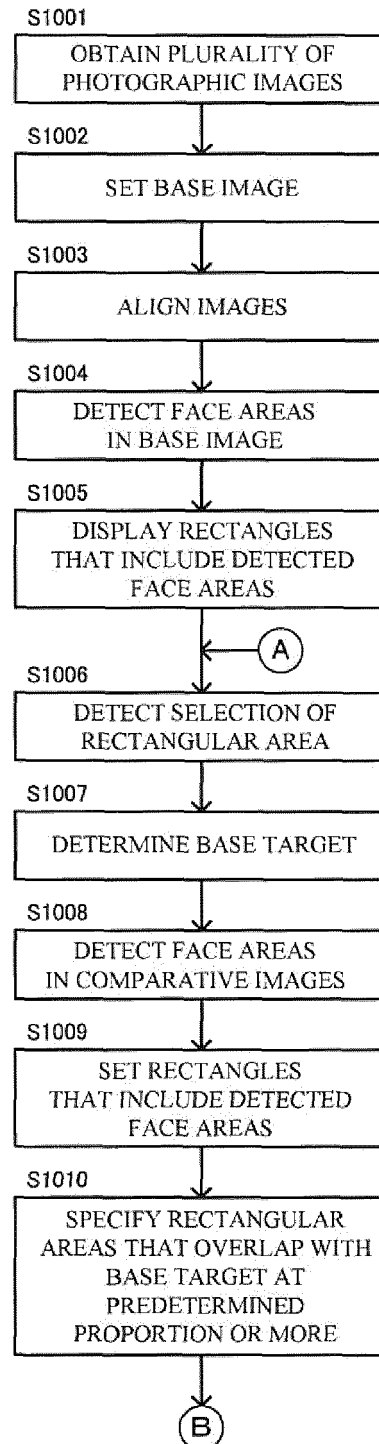 S1001
OBTAIN PLURALITY OF
PHOTOGRAPHIC IMAGES
S1002
SET BASE IMAGE
S1003
ALIGN IMAGES
S1004
DETECT FACE AREAS
IN BASE IMAGE
S1005
DISPLAY RECTANGLES
THAT INCLUDE DETECTED
FACE AREAS
A
S1006
DETECT SELECTION OF
RECTANGULAR AREA
S1007
DETERMINE BASE TARGET
S1008
DETECT FACE AREAS
IN COMPARATIVE IMAGES
S1009
SET RECTANGLES
THAT INCLUDE DETECTED
FACE AREAS
S1010
SPECIFY RECTANGULAR
AREAS THAT OVERLAP WITH
BASE TARGET AT
PREDETERMINED
PROPORTION OR MORE
B